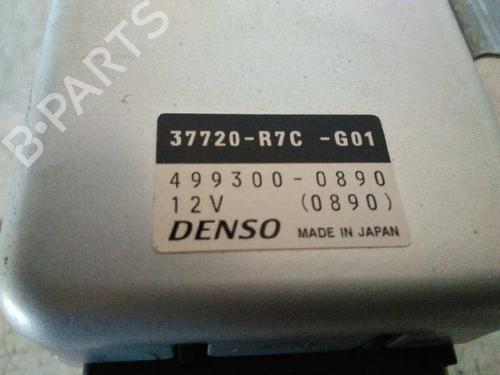 B-PARTS
37720-R7C -G01
499300-0890
12V (0890)
DENSO MADE IN JAPAN